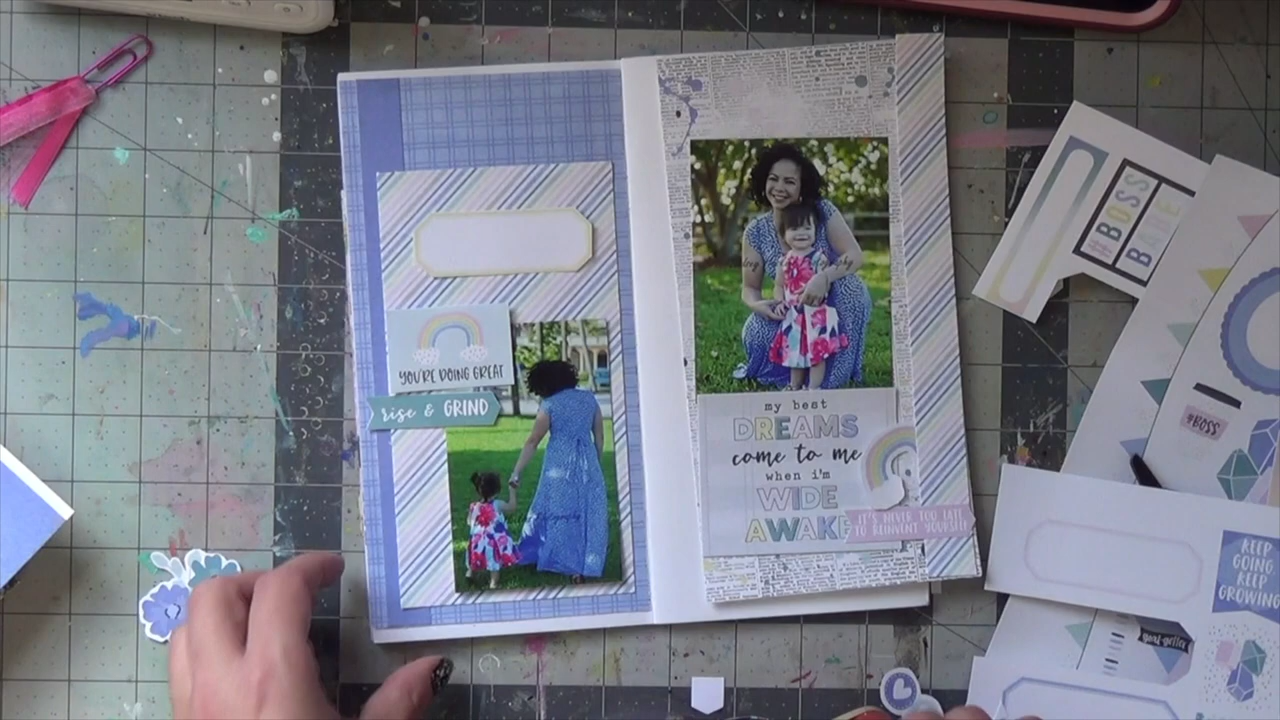 YOU'RE DOING GREAT
rise & GRIND
my best
DREAMS
come to me
when i'm
WIDE
AWAKE
IT'S NEVER TOO LATE
TO REINVENT YOURSELF
#BOSS
BABE
#BOSS
KEEP
GOING
KEEP
GROWING
goal-getter